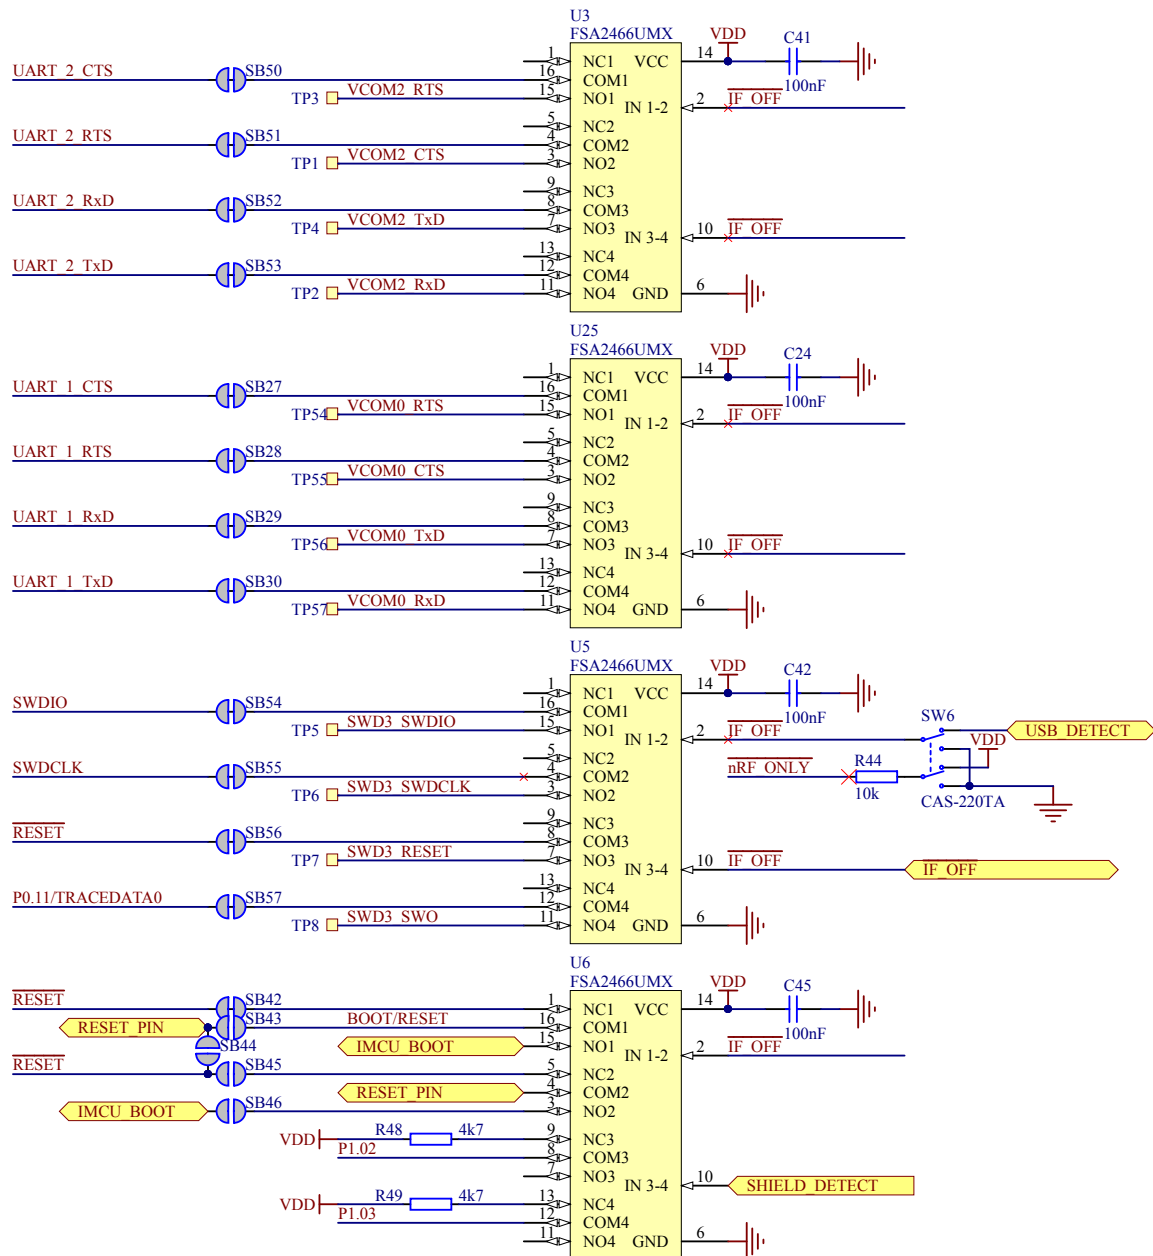 U3
FSA2466UMX
UART_2_CTS
SB50
TP3
VCOM2_RTS
1
16
15
NC1
COM1
NO1
VCC
14
VDD
C41
100nF
IN 1-2
2
IF_OFF
UART_2_RTS
SB51
TP1
VCOM2_CTS
5
4
3
NC2
COM2
NO2
UART_2_RxD
SB52
TP4
VCOM2_TxD
9
8
7
NC3
COM3
NO3
IN 3-4
10
IF_OFF
UART_2_TxD
SB53
TP2
VCOM2_RxD
13
12
11
NC4
COM4
NO4
GND
6
U25
FSA2466UMX
UART_1_CTS
SB27
TP54
VCOM0_RTS
1
16
15
NC1
COM1
NO1
VCC
14
VDD
C24
100nF
IN 1-2
2
IF_OFF
UART_1_RTS
SB28
TP55
VCOM0_CTS
5
4
3
NC2
COM2
NO2
UART_1_RxD
SB29
TP56
VCOM0_TxD
9
8
7
NC3
COM3
NO3
IN 3-4
10
IF_OFF
UART_1_TxD
SB30
TP57
VCOM0_RxD
13
12
11
NC4
COM4
NO4
GND
6
U5
FSA2466UMX
SWDIO
SB54
TP5
SWD3_SWDIO
1
16
15
NC1
COM1
NO1
VCC
14
VDD
C42
100nF
IN 1-2
2
IF_OFF
SW6
USB_DETECT
VDD
SWDCLK
SB55
TP6
SWD3_SWDCLK
5
4
3
NC2
COM2
NO2
nRF_ONLY
R44
10k
CAS-220TA
RESET
SB56
TP7
SWD3_RESET
9
8
7
NC3
COM3
NO3
IN 3-4
10
IF_OFF
IF_OFF
P0.11/TRACEDATA0
SB57
TP8
SWD3_SWO
13
12
11
NC4
COM4
NO4
GND
6
U6
FSA2466UMX
RESET
SB42
RESET_PIN
SB43
BOOT/RESET
SB44
IMCU_BOOT
1
16
15
NC1
COM1
NO1
VCC
14
VDD
C45
100nF
IN 1-2
2
IF_OFF
RESET
SB45
RESET_PIN
IMCU_BOOT
SB46
5
4
3
NC2
COM2
NO2
VDD
R48
4k7
P1.02
9
8
7
NC3
COM3
NO3
IN 3-4
10
SHIELD_DETECT
VDD
R49
4k7
P1.03
13
12
11
NC4
COM4
NO4
GND
6